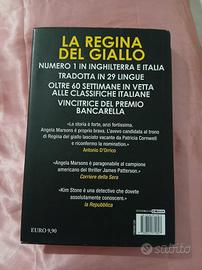 LA REGINA
DEL GIALLO
NUMERO 1 IN INGHILTERRA E ITALIA
TRADOTTA IN 29 LINGUE
OLTRE 60 SETTIMANE IN VETTA
ALLE CLASSIFICHE ITALIANE
VINCITRICE DEL PREMIO
BANCARELLA
«La storia è forte, anzi fortissima.
Angela Marsons è proprio brava. L'avevo candidata al trono
di Regina del giallo lasciato vacante da Patricia Cornwell
e riconfermo la nomination.»
Antonio D'Orrico
«Angela Marsons è paragonabile al campione
americano del thriller James Patterson.»
Corriere della Sera
«Kim Stone è una detective che dovete
assolutamente conoscere.»
la Repubblica
EURO 9,90
subito